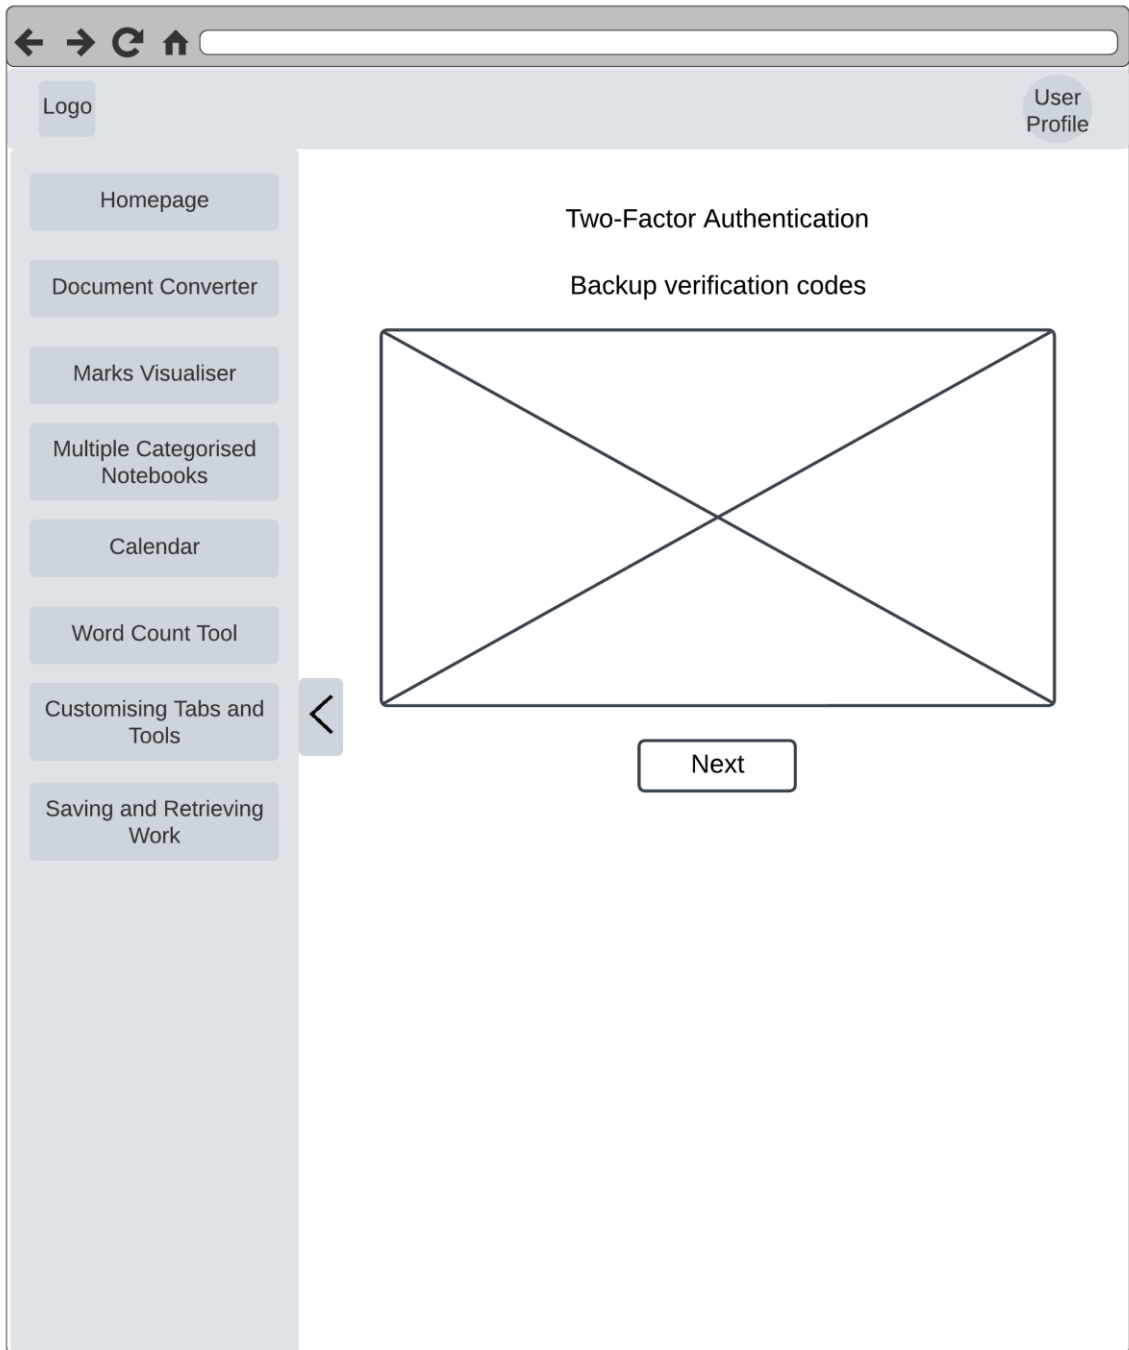 Logo
User
Profile
Homepage
Document Converter
Marks Visualiser
Multiple Categorised
Notebooks
Calendar
Word Count Tool
Customising Tabs and
Tools
Saving and Retrieving
Work
Two-Factor Authentication
Backup verification codes
Next